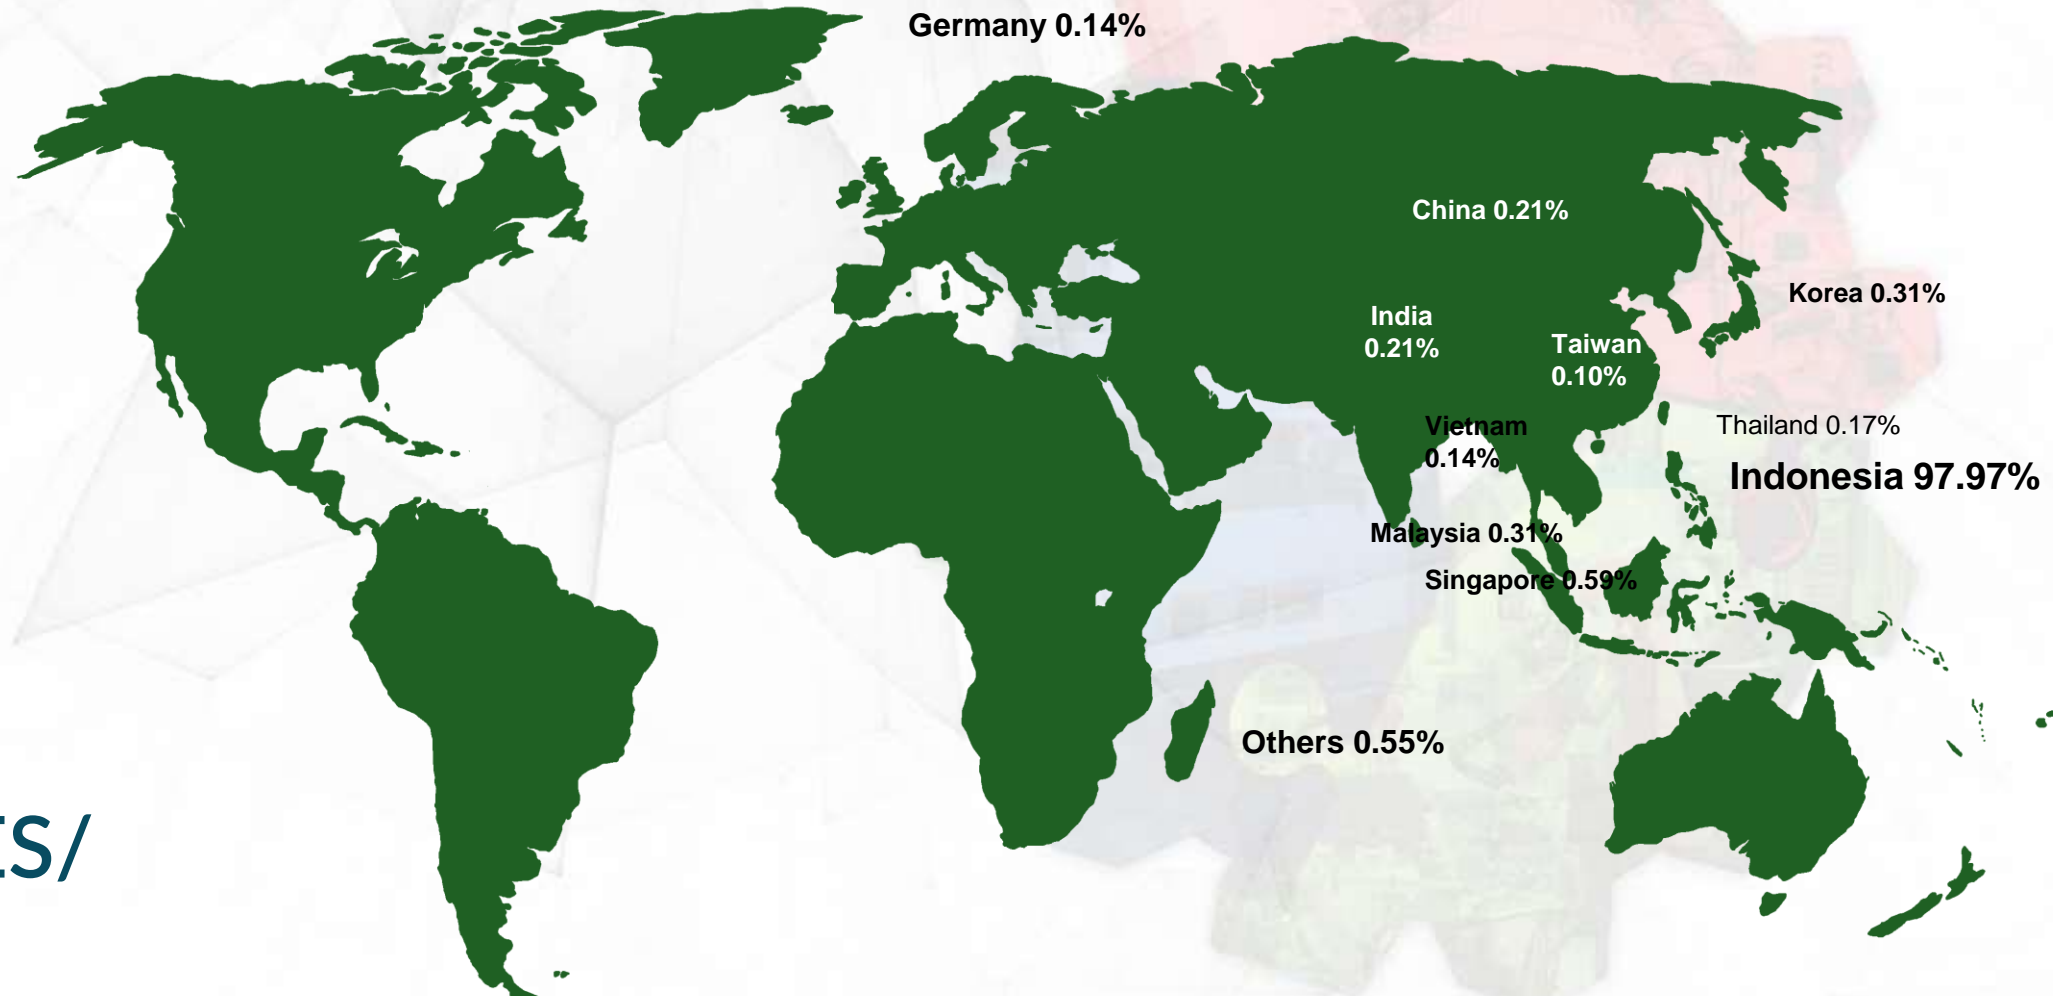 Germany 0.14%
China 0.21%
Korea 0.31%
India
0.21%
Taiwan
0.10%
Vietnam
0.14%
Thailand 0.17%
Indonesia 97.97%
Malaysia 0.31%
Singapore 0.59%
Others 0.55%
ES/